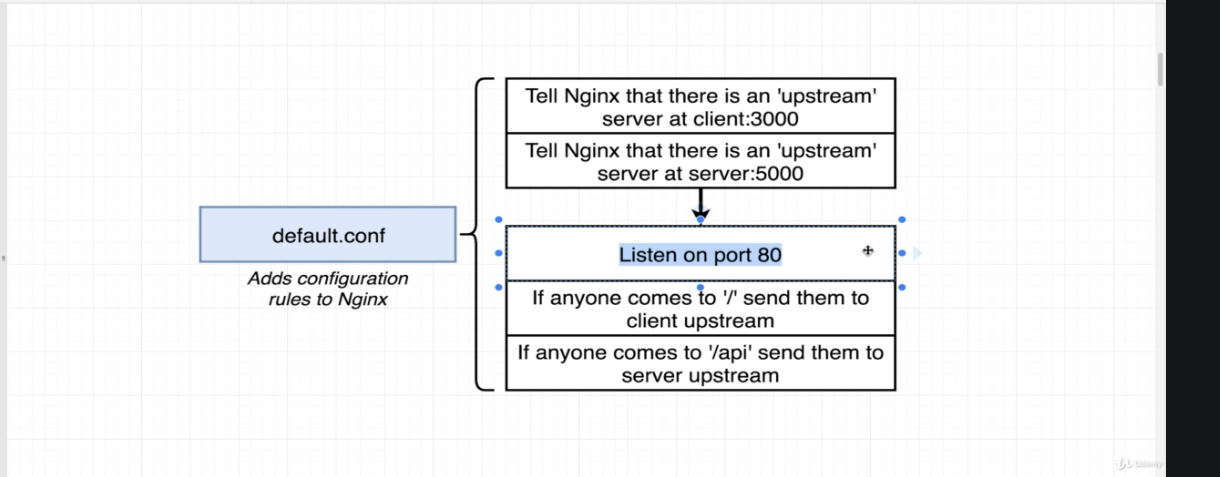 Tell Nginx that there is an 'upstream'
server at client:3000
Tell Nginx that there is an 'upstream'
server at server:5000
default.conf
Adds configuration
rules to Nginx
Listen on port 80
If anyone comes to '/' send them to
client upstream
If anyone comes to '/api' send them to
server upstream
Udemy